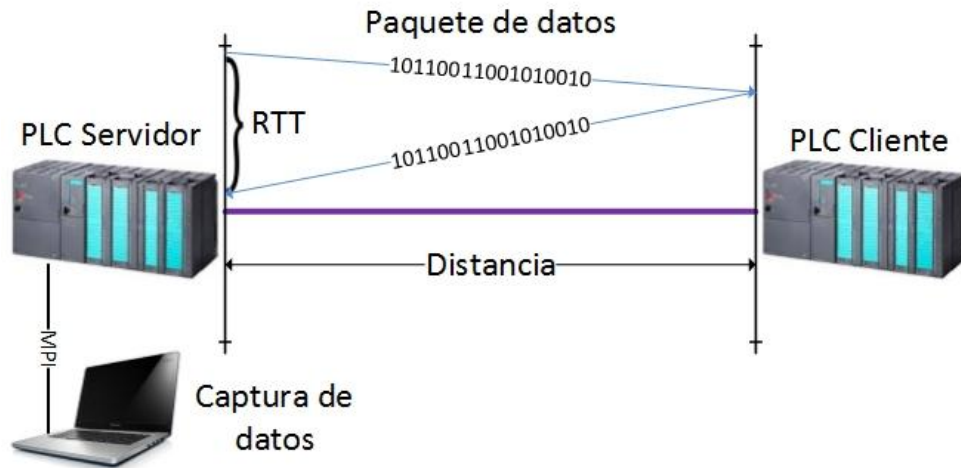 Paquete de datos
10110011001010010
RTT
10110011001010010
PLC Servidor
PLC Cliente
Distancia
MPI
Captura de
datos